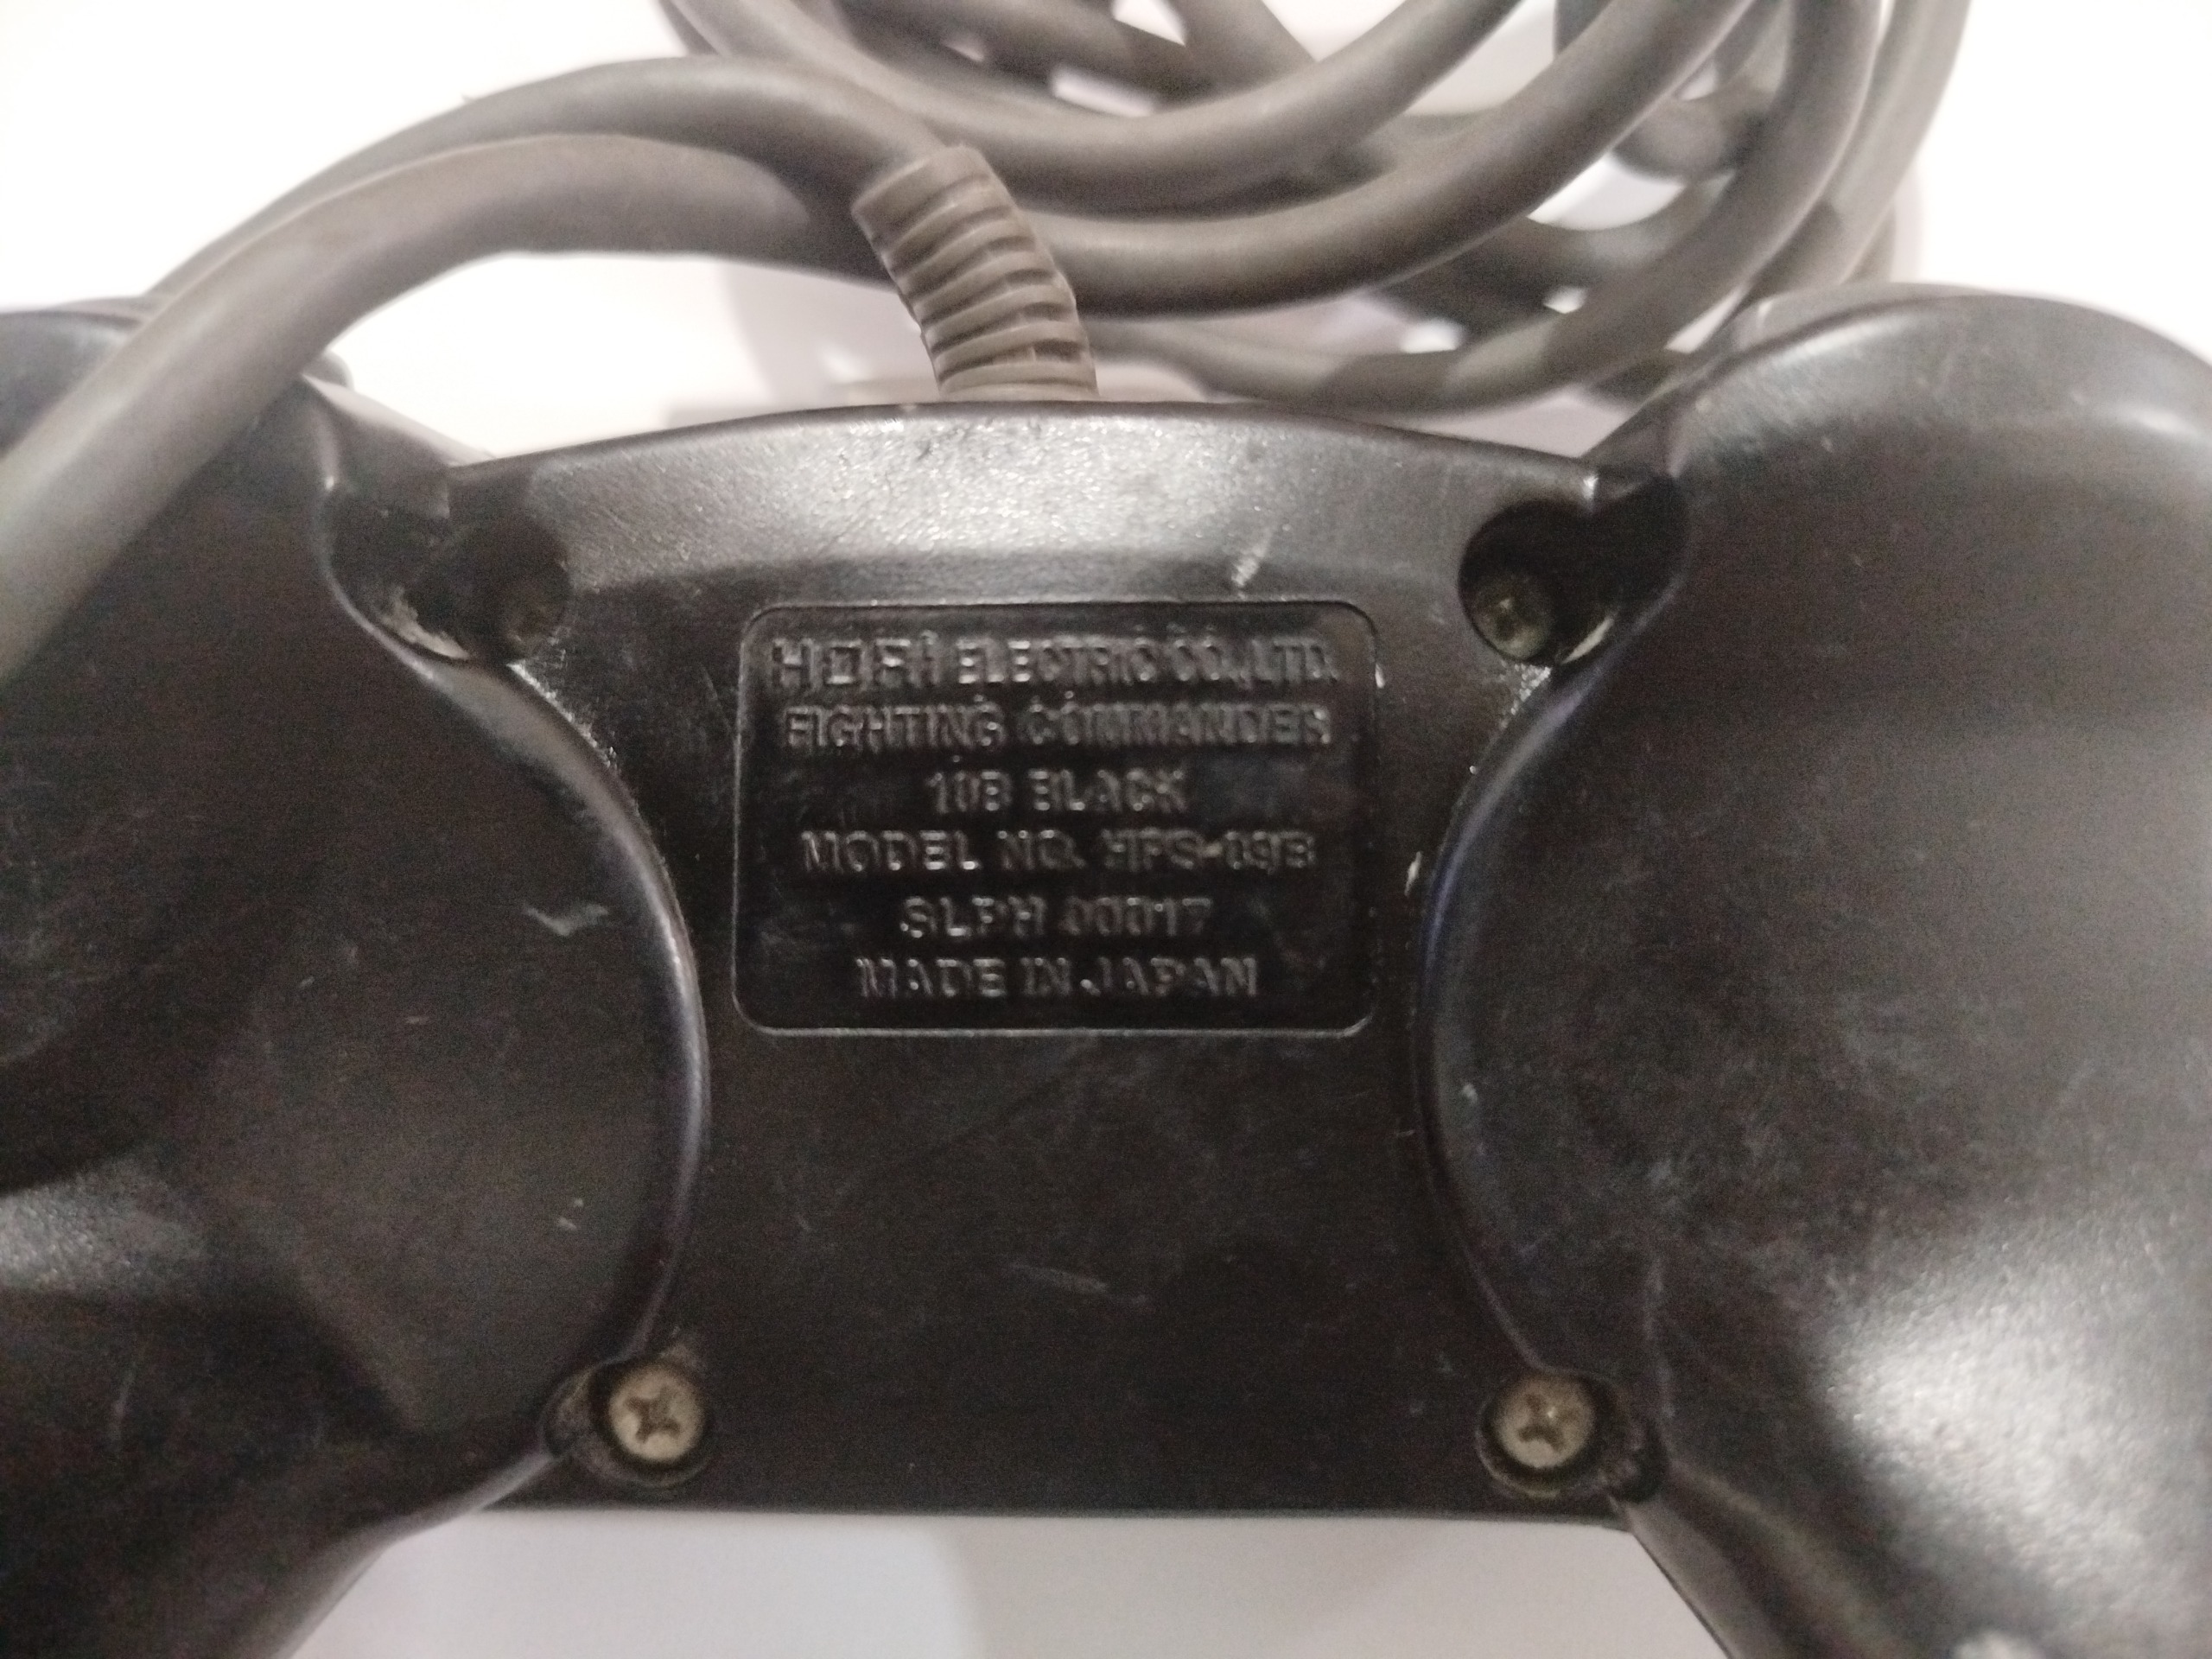 HORI ELECTRIC CO., LTD.
FIGHTING COMMANDER
10B BLACK
MODEL NO. HPS-09B
SLPH 00017
MADE IN JAPAN